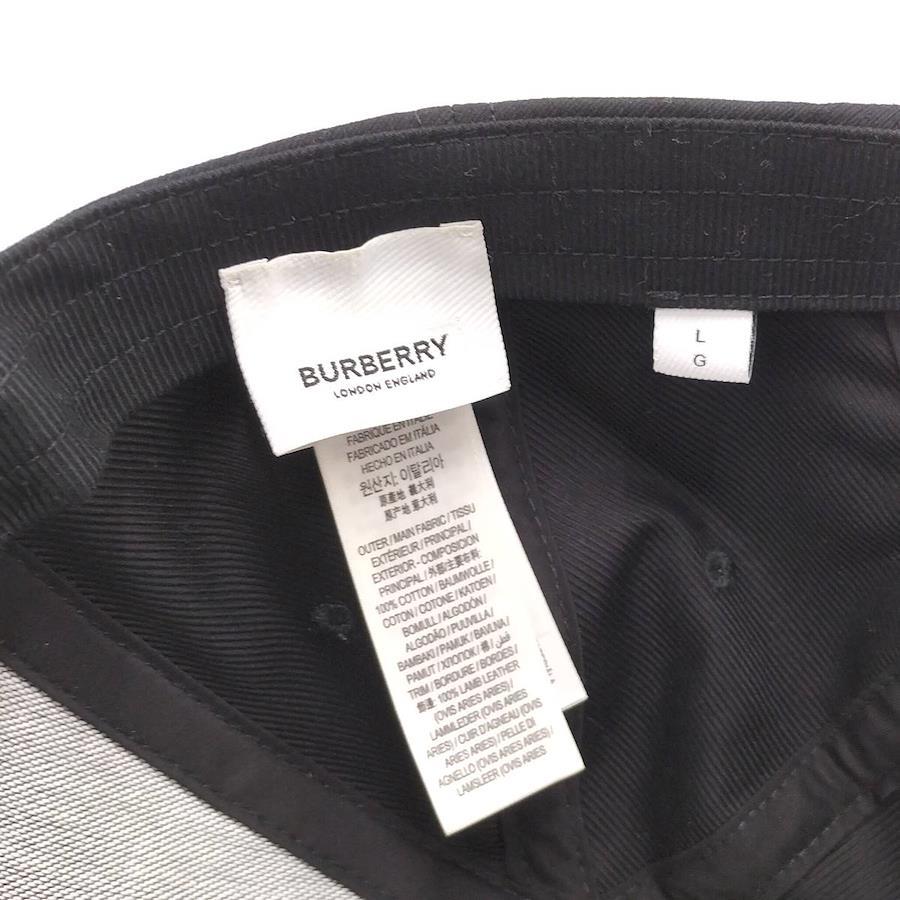 BURBERRY
LONDON ENGLAND
L
G
FABRIQUÉ EN ITALIE
FABRICADO EM ITÁLIA
HECHO EN ITALIA
원산지: 이탈리아
原產地: 義大利
原产地: 意大利
OUTER / MAIN FABRIC / TISSU
EXTÉRIEUR / PRINCIPAL /
EXTERIOR - COMPOSICION
PRINCIPAL / 外部/主要布料:
100% COTTON / BAUMWOLLE /
COTON / COTONE / KATOEN /
BOMULL / ALGODÓN /
ALGODÃO / PUUVILLA /
BAMBAKI / PAMUK / BAVLNA /
PAMUT / ХЛОПОК / 棉 / قطن /
TRIM / BORDURE / BORDES /
100% LAMB LEATHER
(OVIS ARIES ARIES) /
LAMMLEDER (OVIS ARIES
ARIES) / CUIR D'AGNEAU (OVIS
ARIES ARIES) / PELLE DI
AGNELLO (OVIS ARIES ARIES) /
LAMSLEER (OVIS ARIES